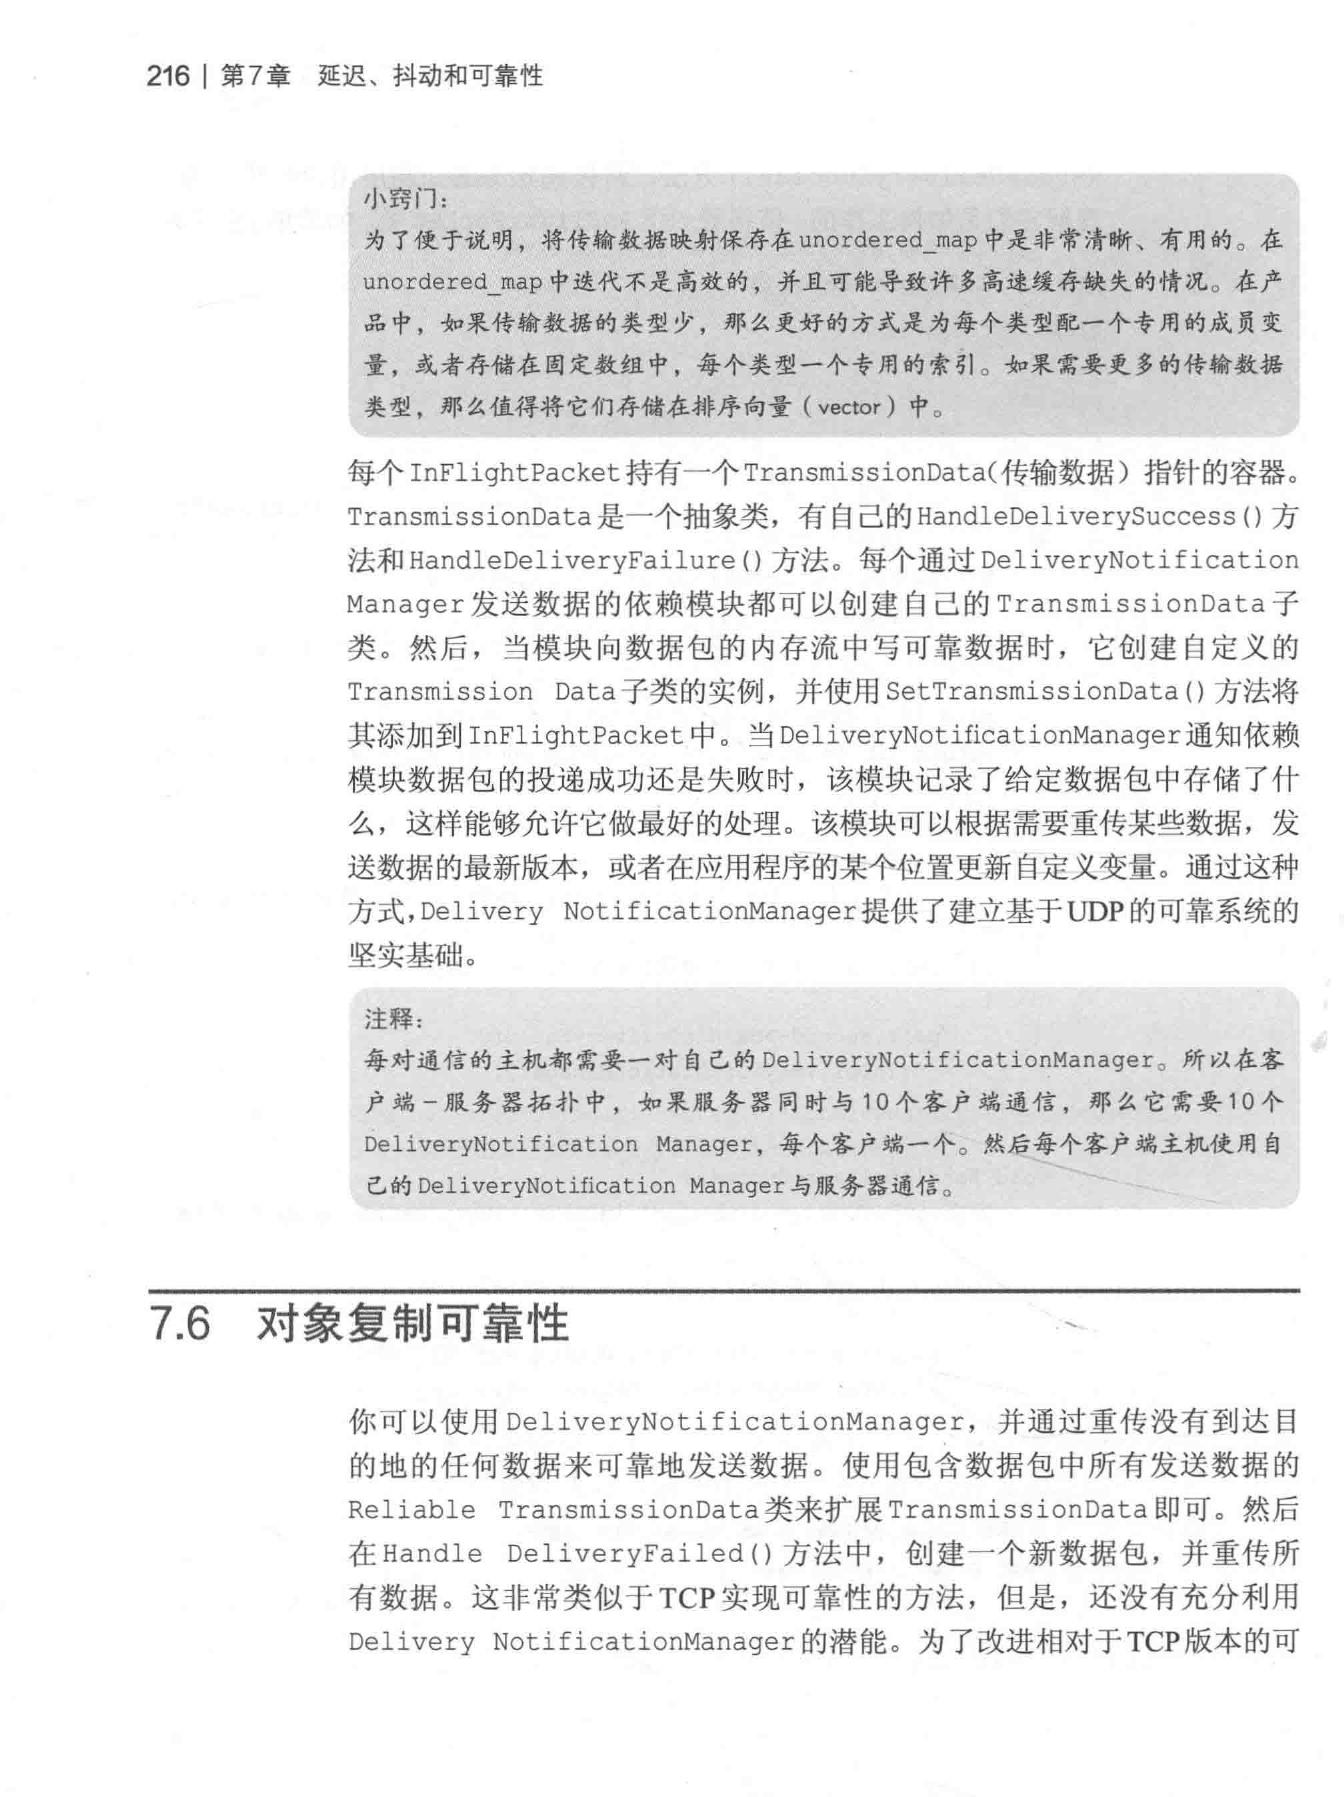 216 | 第7章 延迟、抖动和可靠性
小窍门：
为了便于说明，将传输数据映射保存在unordered_map中是非常清晰、有用的。在
unordered_map中迭代不是高效的，并且可能导致许多高速缓存缺失的情况。在产
品中，如果传输数据的类型少，那么更好的方式是为每个类型配一个专用的成员变
量，或者存储在固定数组中，每个类型一个专用的索引。如果需要更多的传输数据
类型，那么值得将它们存储在排序向量（vector）中。
每个InFlightPacket持有一个TransmissionData(传输数据）指针的容器。
TransmissionData是一个抽象类，有自己的HandleDeliverySuccess()方
法和HandleDeliveryFailure()方法。每个通过DeliveryNotification
Manager发送数据的依赖模块都可以创建自己的TransmissionData子
类。然后，当模块向数据包的内存流中写可靠数据时，它创建自定义的
Transmission Data子类的实例，并使用SetTransmissionData()方法将
其添加到InFlightPacket中。当DeliveryNotificationManager通知依赖
模块数据包的投递成功还是失败时，该模块记录了给定数据包中存储了什
么，这样能够允许它做最好的处理。该模块可以根据需要重传某些数据，发
送数据的最新版本，或者在应用程序的某个位置更新自定义变量。通过这种
方式，Delivery NotificationManager提供了建立基于UDP的可靠系统的
坚实基础。
注释：
每对通信的主机都需要一对自己的DeliveryNotificationManager。所以在客
户端－服务器拓扑中，如果服务器同时与10个客户端通信，那么它需要10个
DeliveryNotification Manager，每个客户端一个。然后每个客户端主机使用自
己的DeliveryNotification Manager与服务器通信。
7.6 对象复制可靠性
你可以使用DeliveryNotificationManager，并通过重传没有到达目
的地的任何数据来可靠地发送数据。使用包含数据包中所有发送数据的
Reliable TransmissionData类来扩展TransmissionData即可。然后
在Handle DeliveryFailed()方法中，创建一个新数据包，并重传所
有数据。这非常类似于TCP实现可靠性的方法，但是，还没有充分利用
Delivery NotificationManager的潜能。为了改进相对于TCP版本的可